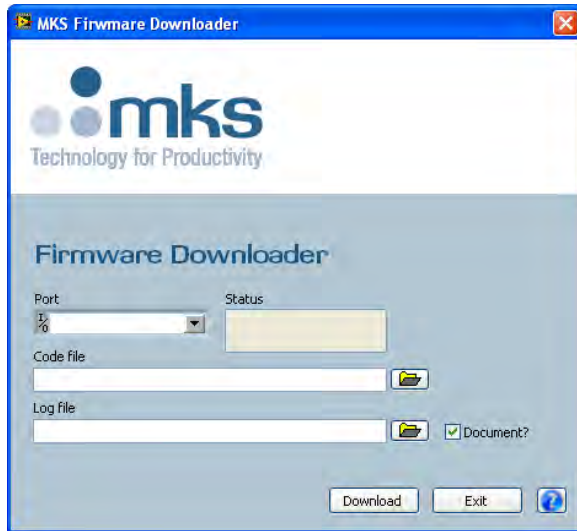 MKS Firwmare Downloader
mks
Technology for Productivity
Firmware Downloader
Port
Status
I/O
Code file
Log file
Document?
Download
Exit
?